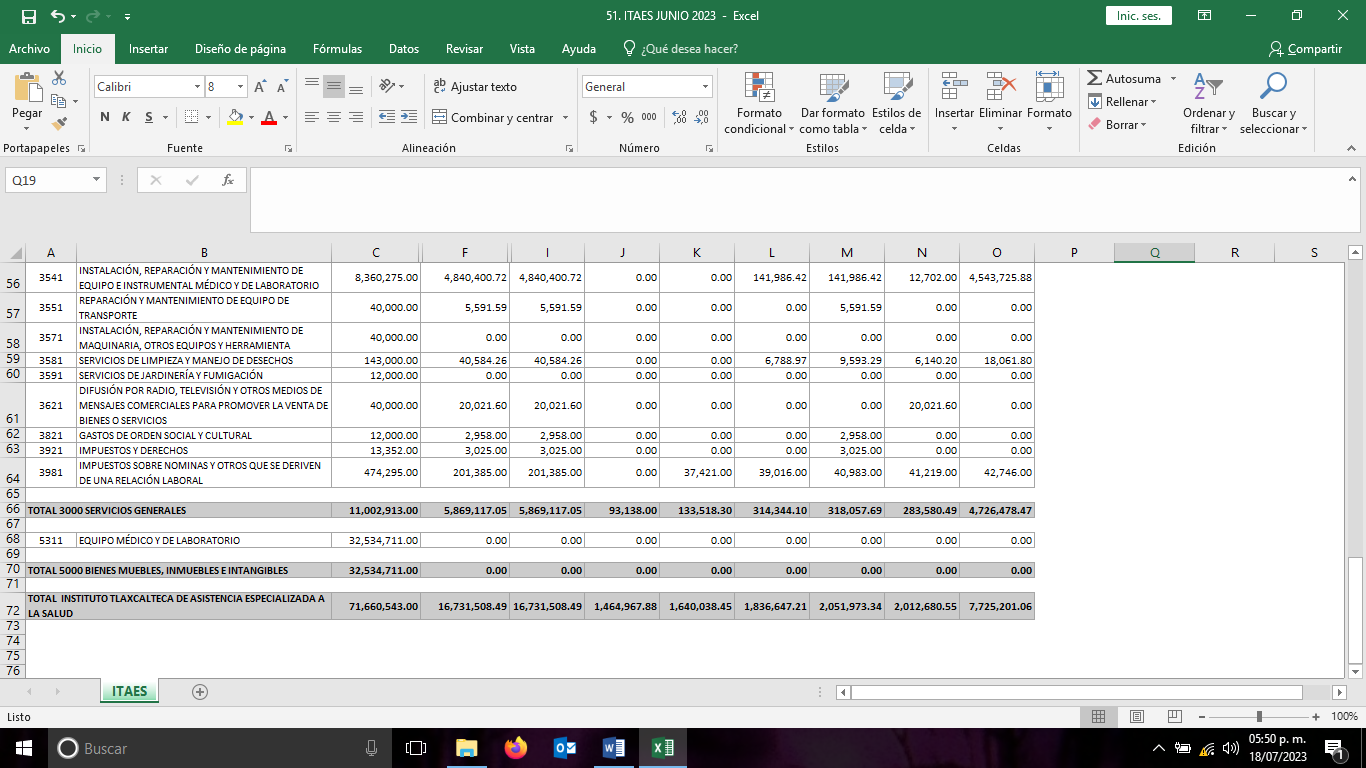 51. ITAES JUNIO 2023 - Excel
Inic. ses.
Archivo Inicio Insertar Diseño de página Fórmulas Datos Revisar Vista Ayuda ¿Qué desea hacer? Compartir
Pegar
Portapapeles
Calibri 8
N K S
Fuente
Ajustar texto
Combinar y centrar
Alineación
General
$ % 000
Número
Formato condicional
Dar formato como tabla
Estilos de celda
Estilos
Insertar Eliminar Formato
Celdas
Autosuma
Rellenar
Borrar
Ordenar y filtrar
Buscar y seleccionar
Edición
Q19 fx
A B C F I J K L M N O P Q R S
56 3541 INSTALACIÓN, REPARACIÓN Y MANTENIMIENTO DE EQUIPO E INSTRUMENTAL MÉDICO Y DE LABORATORIO 8,360,275.00 4,840,400.72 4,840,400.72 0.00 0.00 141,986.42 141,986.42 12,702.00 4,543,725.88
57 3551 REPARACIÓN Y MANTENIMIENTO DE EQUIPO DE TRANSPORTE 40,000.00 5,591.59 5,591.59 0.00 0.00 0.00 5,591.59 0.00 0.00
58 3571 INSTALACIÓN, REPARACIÓN Y MANTENIMIENTO DE MAQUINARIA, OTROS EQUIPOS Y HERRAMIENTA 40,000.00 0.00 0.00 0.00 0.00 0.00 0.00 0.00 0.00
59 3581 SERVICIOS DE LIMPIEZA Y MANEJO DE DESECHOS 143,000.00 40,584.26 40,584.26 0.00 0.00 6,788.97 9,593.29 6,140.20 18,061.80
60 3591 SERVICIOS DE JARDINERÍA Y FUMIGACIÓN 12,000.00 0.00 0.00 0.00 0.00 0.00 0.00 0.00 0.00
61 3621 DIFUSIÓN POR RADIO, TELEVISIÓN Y OTROS MEDIOS DE MENSAJES COMERCIALES PARA PROMOVER LA VENTA DE BIENES O SERVICIOS 40,000.00 20,021.60 20,021.60 0.00 0.00 0.00 0.00 20,021.60 0.00
62 3821 GASTOS DE ORDEN SOCIAL Y CULTURAL 12,000.00 2,958.00 2,958.00 0.00 0.00 0.00 2,958.00 0.00 0.00
63 3921 IMPUESTOS Y DERECHOS 13,352.00 3,025.00 3,025.00 0.00 0.00 0.00 3,025.00 0.00 0.00
64 3981 IMPUESTOS SOBRE NOMINAS Y OTROS QUE SE DERIVEN DE UNA RELACIÓN LABORAL 474,295.00 201,385.00 201,385.00 0.00 37,421.00 39,016.00 40,983.00 41,219.00 42,746.00
65
66 TOTAL 3000 SERVICIOS GENERALES 11,002,913.00 5,869,117.05 5,869,117.05 93,138.00 133,518.30 314,344.10 318,057.69 283,580.49 4,726,478.47
67
68 5311 EQUIPO MÉDICO Y DE LABORATORIO 32,534,711.00 0.00 0.00 0.00 0.00 0.00 0.00 0.00 0.00
69
70 TOTAL 5000 BIENES MUEBLES, INMUEBLES E INTANGIBLES 32,534,711.00 0.00 0.00 0.00 0.00 0.00 0.00 0.00 0.00
71
72 TOTAL INSTITUTO TLAXCALTECA DE ASISTENCIA ESPECIALIZADA A LA SALUD 71,660,543.00 16,731,508.49 16,731,508.49 1,464,967.88 1,640,038.45 1,836,647.21 2,051,973.34 2,012,680.55 7,725,201.06
73
74
75
76
ITAES
Listo
100%
Buscar
05:50 p. m.
18/07/2023
1